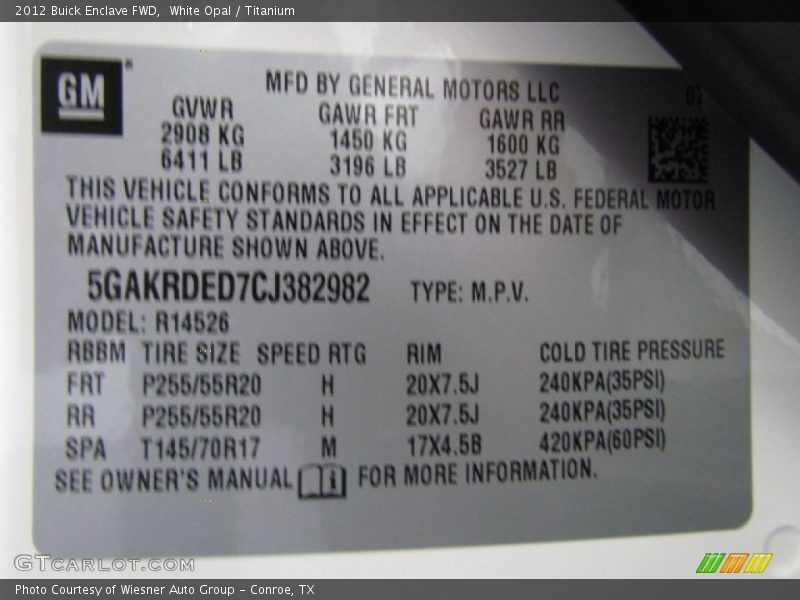 2012 Buick Enclave FWD,  White Opal / Titanium
GM
MFD BY GENERAL MOTORS LLC
07
GVWR GAWR FRT GAWR RR
2908 KG 1450 KG 1600 KG
6411 LB 3196 LB 3527 LB
THIS VEHICLE CONFORMS TO ALL APPLICABLE U.S. FEDERAL MOTOR
VEHICLE SAFETY STANDARDS IN EFFECT ON THE DATE OF
MANUFACTURE SHOWN ABOVE.
5GAKRDED7CJ382982 TYPE: M.P.V.
MODEL: R14526
RBBM TIRE SIZE SPEED RTG RIM COLD TIRE PRESSURE
FRT P255/55R20 H 20X7.5J 240KPA(35PSI)
RR P255/55R20 H 20X7.5J 240KPA(35PSI)
SPA T145/70R17 M 17X4.5B 420KPA(60PSI)
SEE OWNER'S MANUAL FOR MORE INFORMATION.
GTCARLOT.COM
Photo Courtesy of Wiesner Auto Group - Conroe, TX